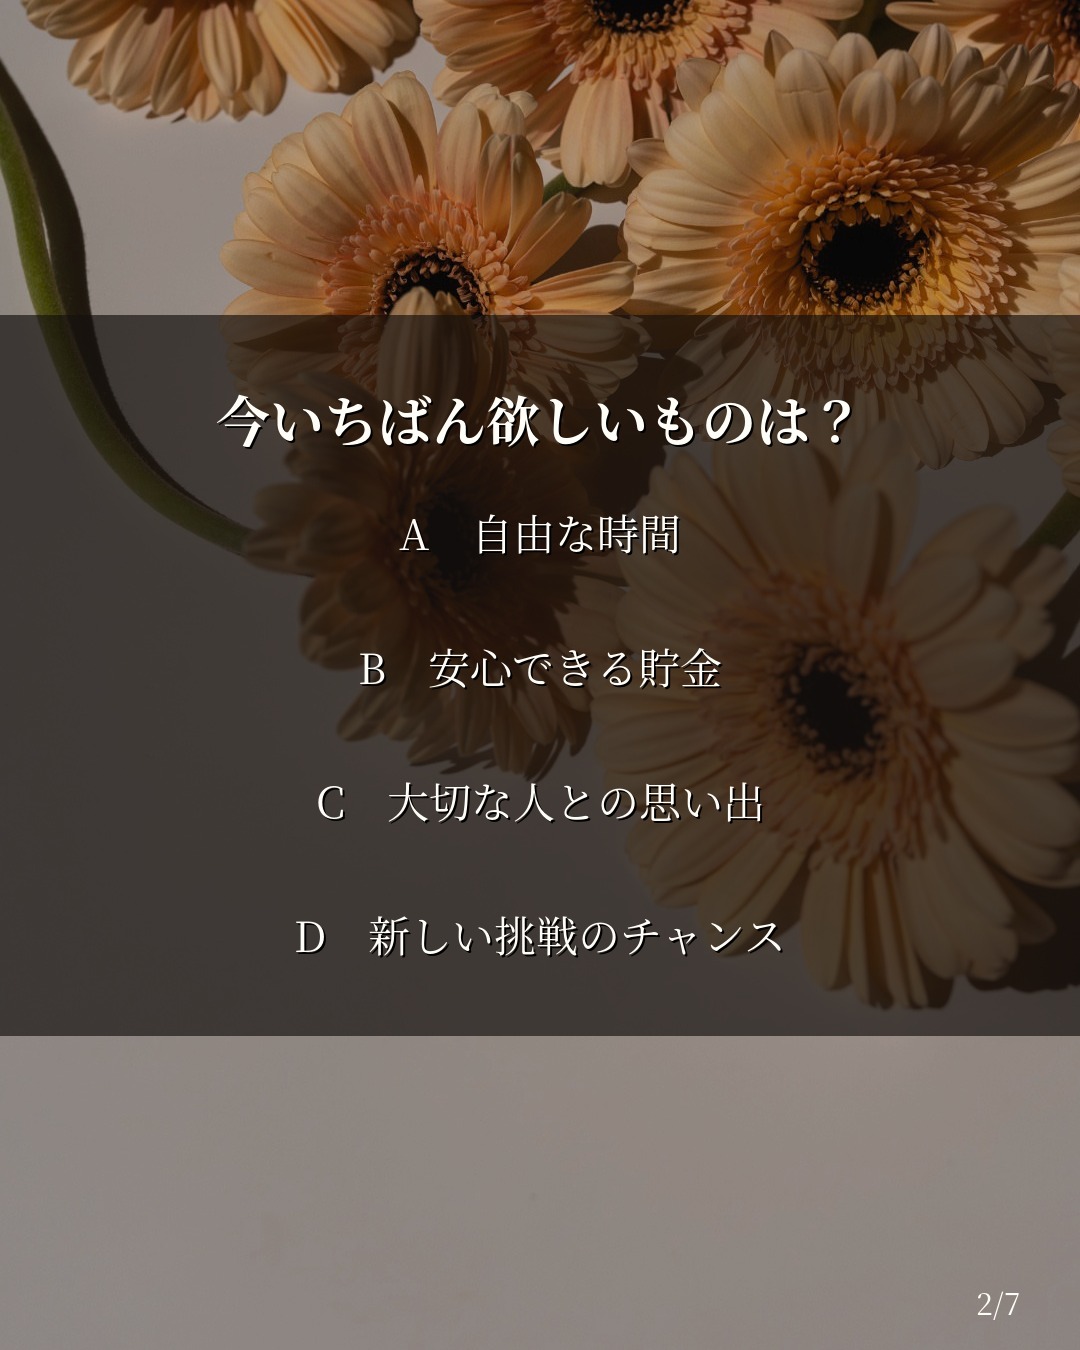 今いちばん欲しいものは？
A　自由な時間
B　安心できる貯金
C　大切な人との思い出
D　新しい挑戦のチャンス
2/7